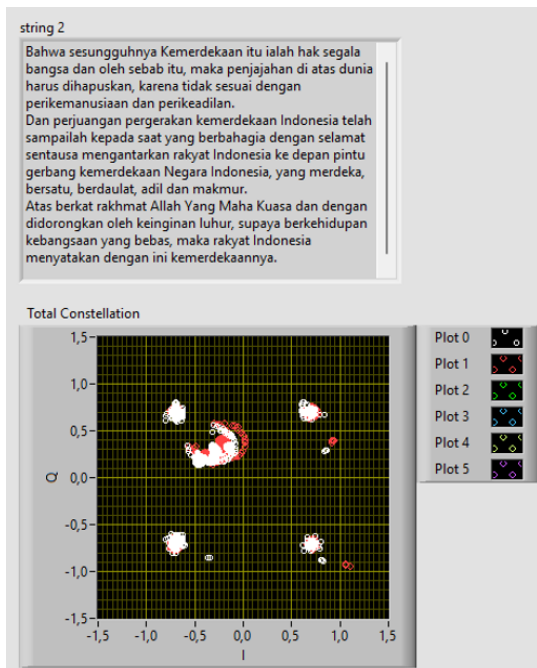 string 2
Bahwa sesungguhnya Kemerdekaan itu ialah hak segala
bangsa dan oleh sebab itu, maka penjajahan di atas dunia
harus dihapuskan, karena tidak sesuai dengan
perikemanusiaan dan perikeadilan.
Dan perjuangan pergerakan kemerdekaan Indonesia telah
sampailah kepada saat yang berbahagia dengan selamat
sentausa mengantarkan rakyat Indonesia ke depan pintu
gerbang kemerdekaan Negara Indonesia, yang merdeka,
bersatu, berdaulat, adil dan makmur.
Atas berkat rakhmat Allah Yang Maha Kuasa dan dengan
didorongkan oleh keinginan luhur, supaya berkehidupan
kebangsaan yang bebas, maka rakyat Indonesia
menyatakan dengan ini kemerdekaannya.
Total Constellation
1,5
1,0
0,5
0,0
-0,5
-1,0
-1,5
Q
-1,5 -1,0 -0,5 0,0 0,5 1,0 1,5
I
Plot 0
Plot 1
Plot 2
Plot 3
Plot 4
Plot 5